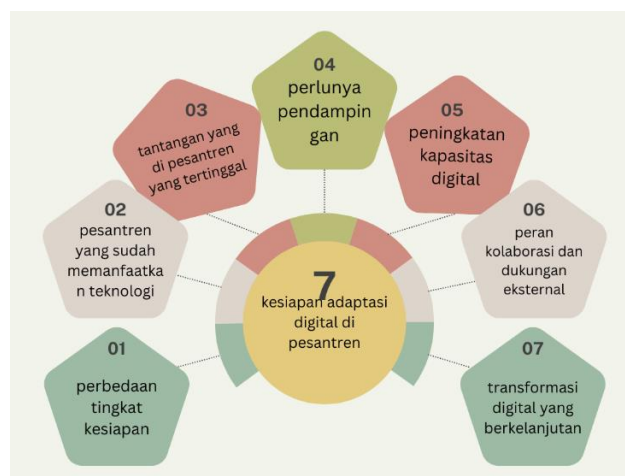 01
perbedaan
tingkat
kesiapan
02
pesantren
yang sudah
memanfaatka
n teknologi
03
tantangan yang
di pesantren
yang tertinggal
04
perlunya
pendampin
gan
05
peningkatan
kapasitas
digital
06
peran
kolaborasi dan
dukungan
eksternal
07
transformasi
digital yang
berkelanjutan
7
kesiapan adaptasi
digital di
pesantren